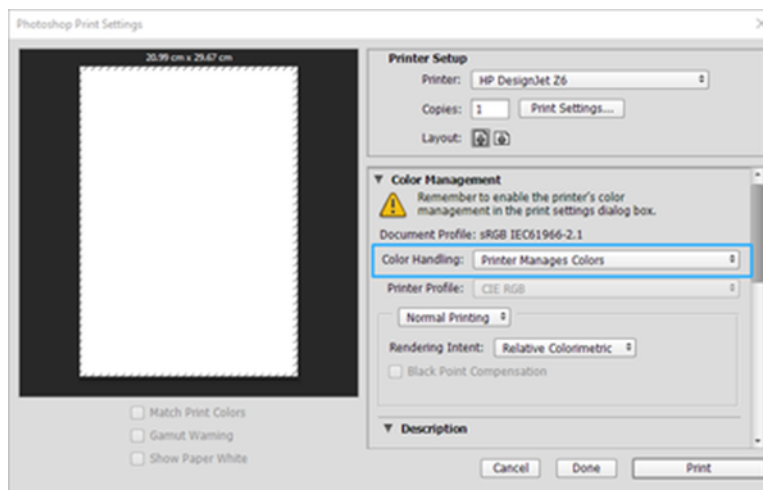 Photoshop Print Settings
20.99 cm x 29.67 cm
Match Print Colors
Gamut Warning
Show Paper White
Printer Setup
Printer: HP DesignJet Z6
Copies: 1 Print Settings...
Layout:
Color Management
Remember to enable the printer's color
management in the print settings dialog box.
Document Profile: sRGB IEC61966-2.1
Color Handling: Printer Manages Colors
Printer Profile: CIE RGB
Normal Printing
Rendering Intent: Relative Colorimetric
Black Point Compensation
Description
Cancel Done Print